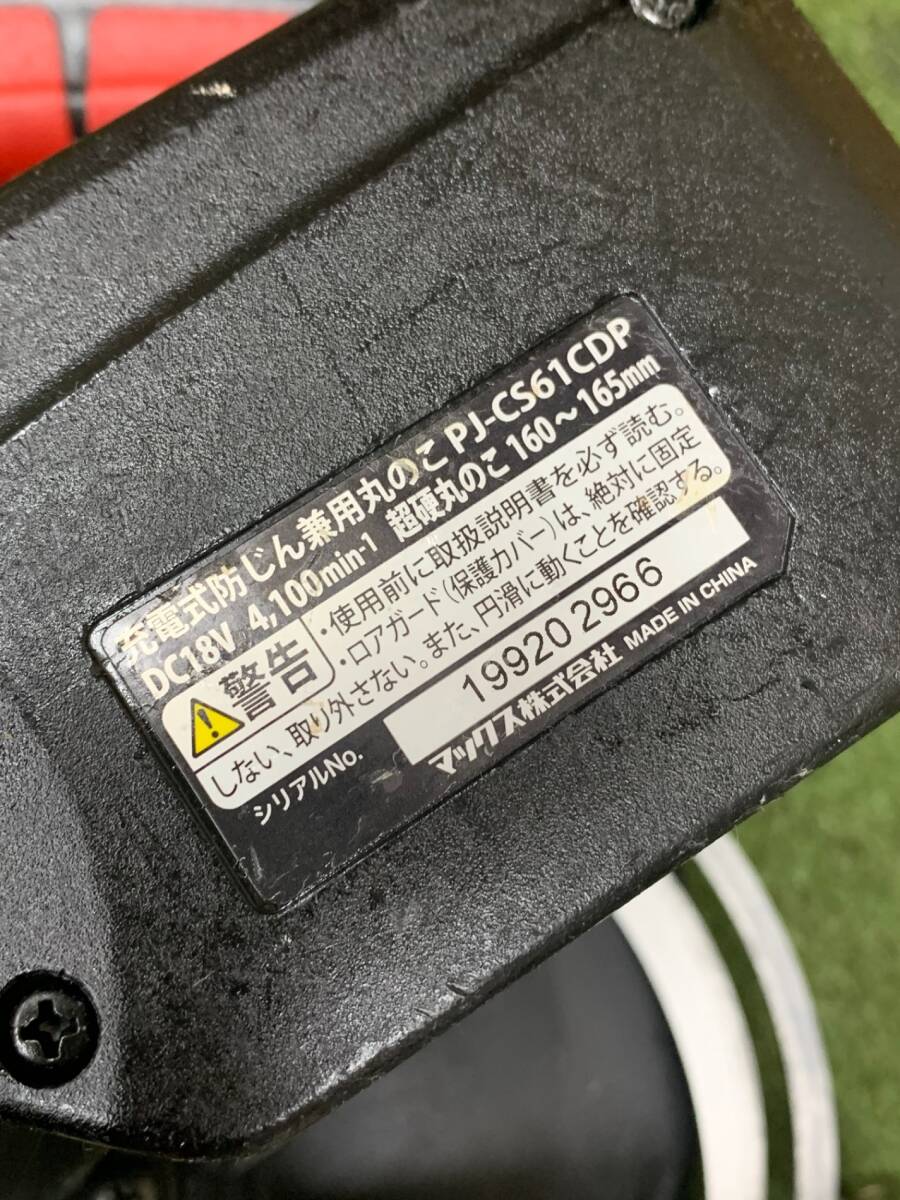 充電式防じん兼用丸のこ PJ-CS61CDP
DC18V 4,100min-1 超硬丸のこ 160～165mm
警告
・使用前に取扱説明書を必ず読む。
・ロアガード(保護カバー)は、絶対に固定
しない、取り外さない。また、円滑に動くことを確認する。
シリアルNo. 199202966
マックス株式会社 MADE IN CHINA